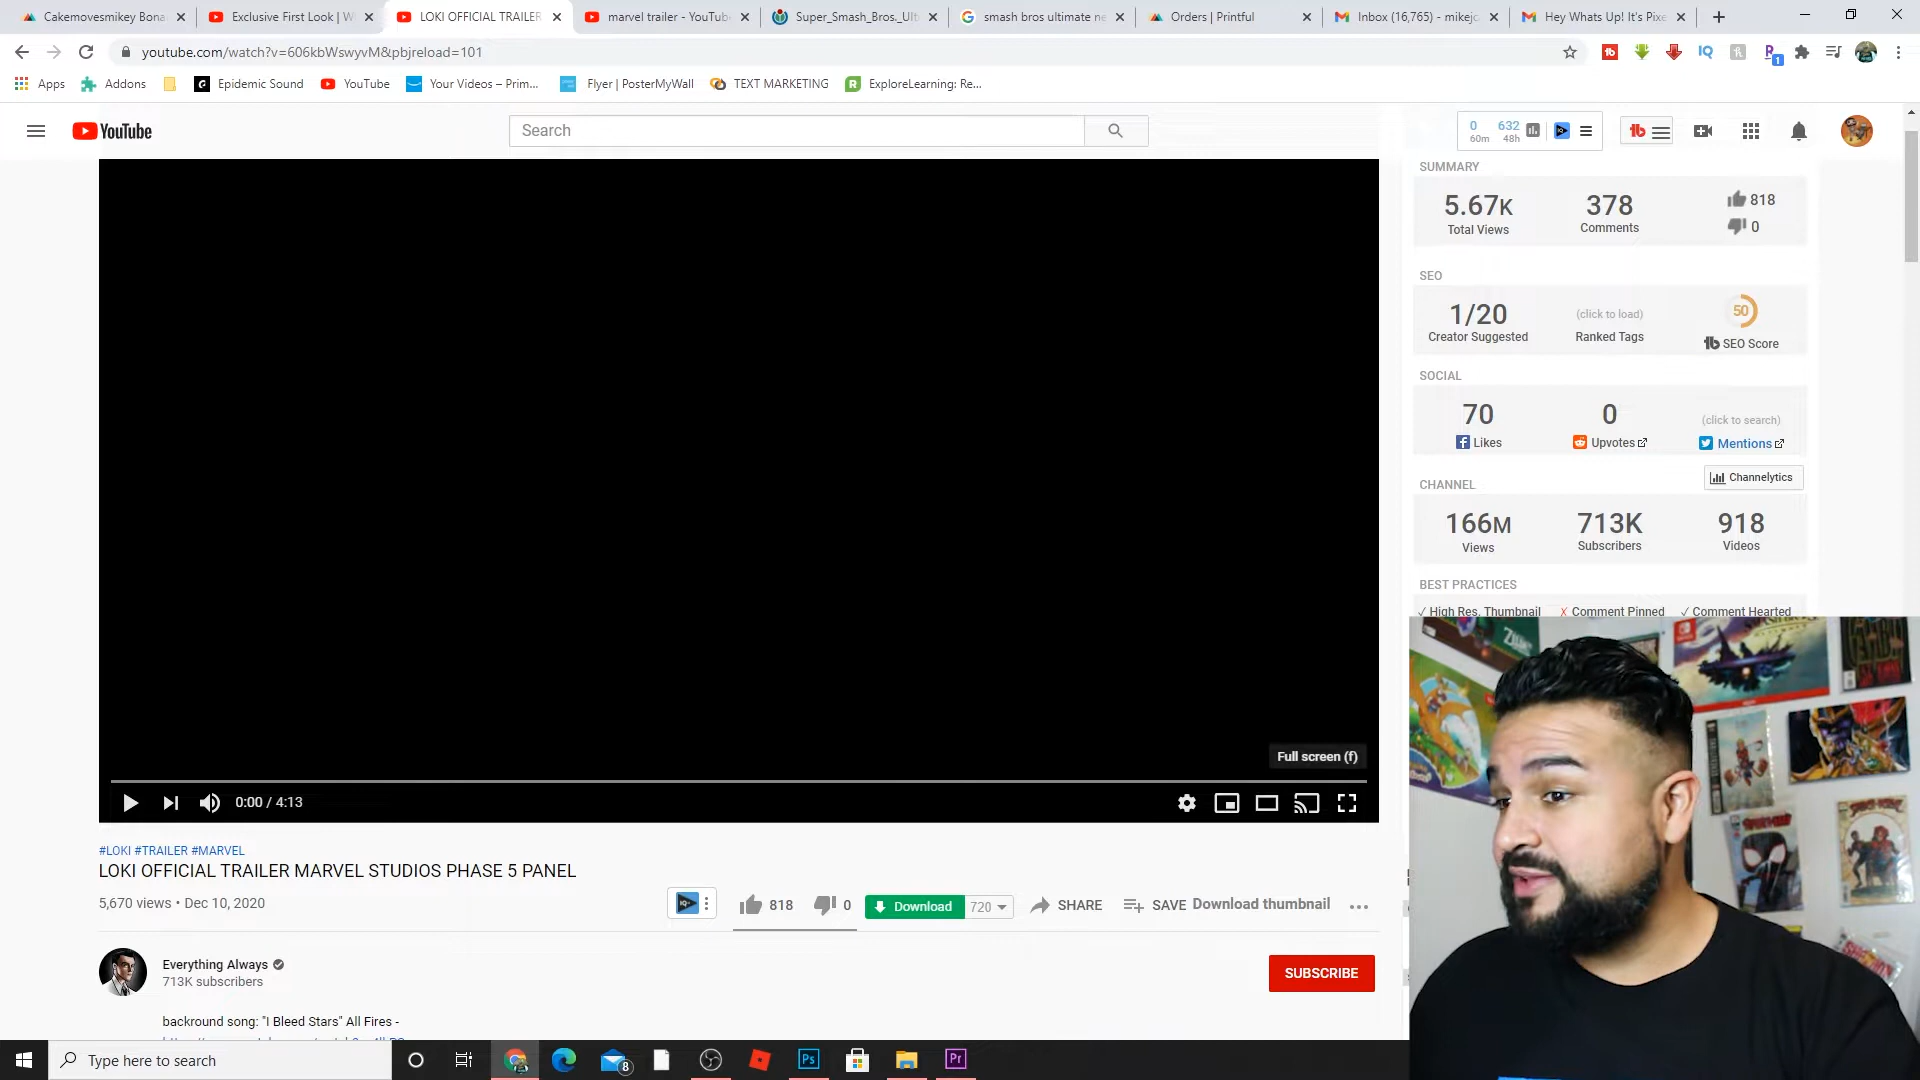 Cakemovesmikey Bona
Exclusive First Look | W
LOKI OFFICIAL TRAILER
marvel trailer - YouTube
Super_Smash_Bros._Ult
smash bros ultimate ne
Orders | Printful
Inbox (16,765) - mikejc
Hey Whats Up! It's Pixe
youtube.com/watch?v=606kbWswyvM&pbjreload=101
Apps
Addons
Epidemic Sound
YouTube
Your Videos – Prim...
Flyer | PosterMyWall
TEXT MARKETING
ExploreLearning: Re...
YouTube
Search
0
60m
632
48h
SUMMARY
5.67K
Total Views
378
Comments
818
0
SEO
1/20
Creator Suggested
(click to load)
Ranked Tags
50
SEO Score
SOCIAL
70
Likes
0
Upvotes
(click to search)
Mentions
CHANNEL
Channelytics
166M
Views
713K
Subscribers
918
Videos
BEST PRACTICES
✓ High Res. Thumbnail
X Comment Pinned
✓ Comment Hearted
Full screen (f)
0:00 / 4:13
#LOKI #TRAILER #MARVEL
LOKI OFFICIAL TRAILER MARVEL STUDIOS PHASE 5 PANEL
5,670 views • Dec 10, 2020
818
0
Download
720
SHARE
SAVE
Download thumbnail
Everything Always
713K subscribers
SUBSCRIBE
backround song: "I Bleed Stars" All Fires -
Type here to search
8
Ps
Pr